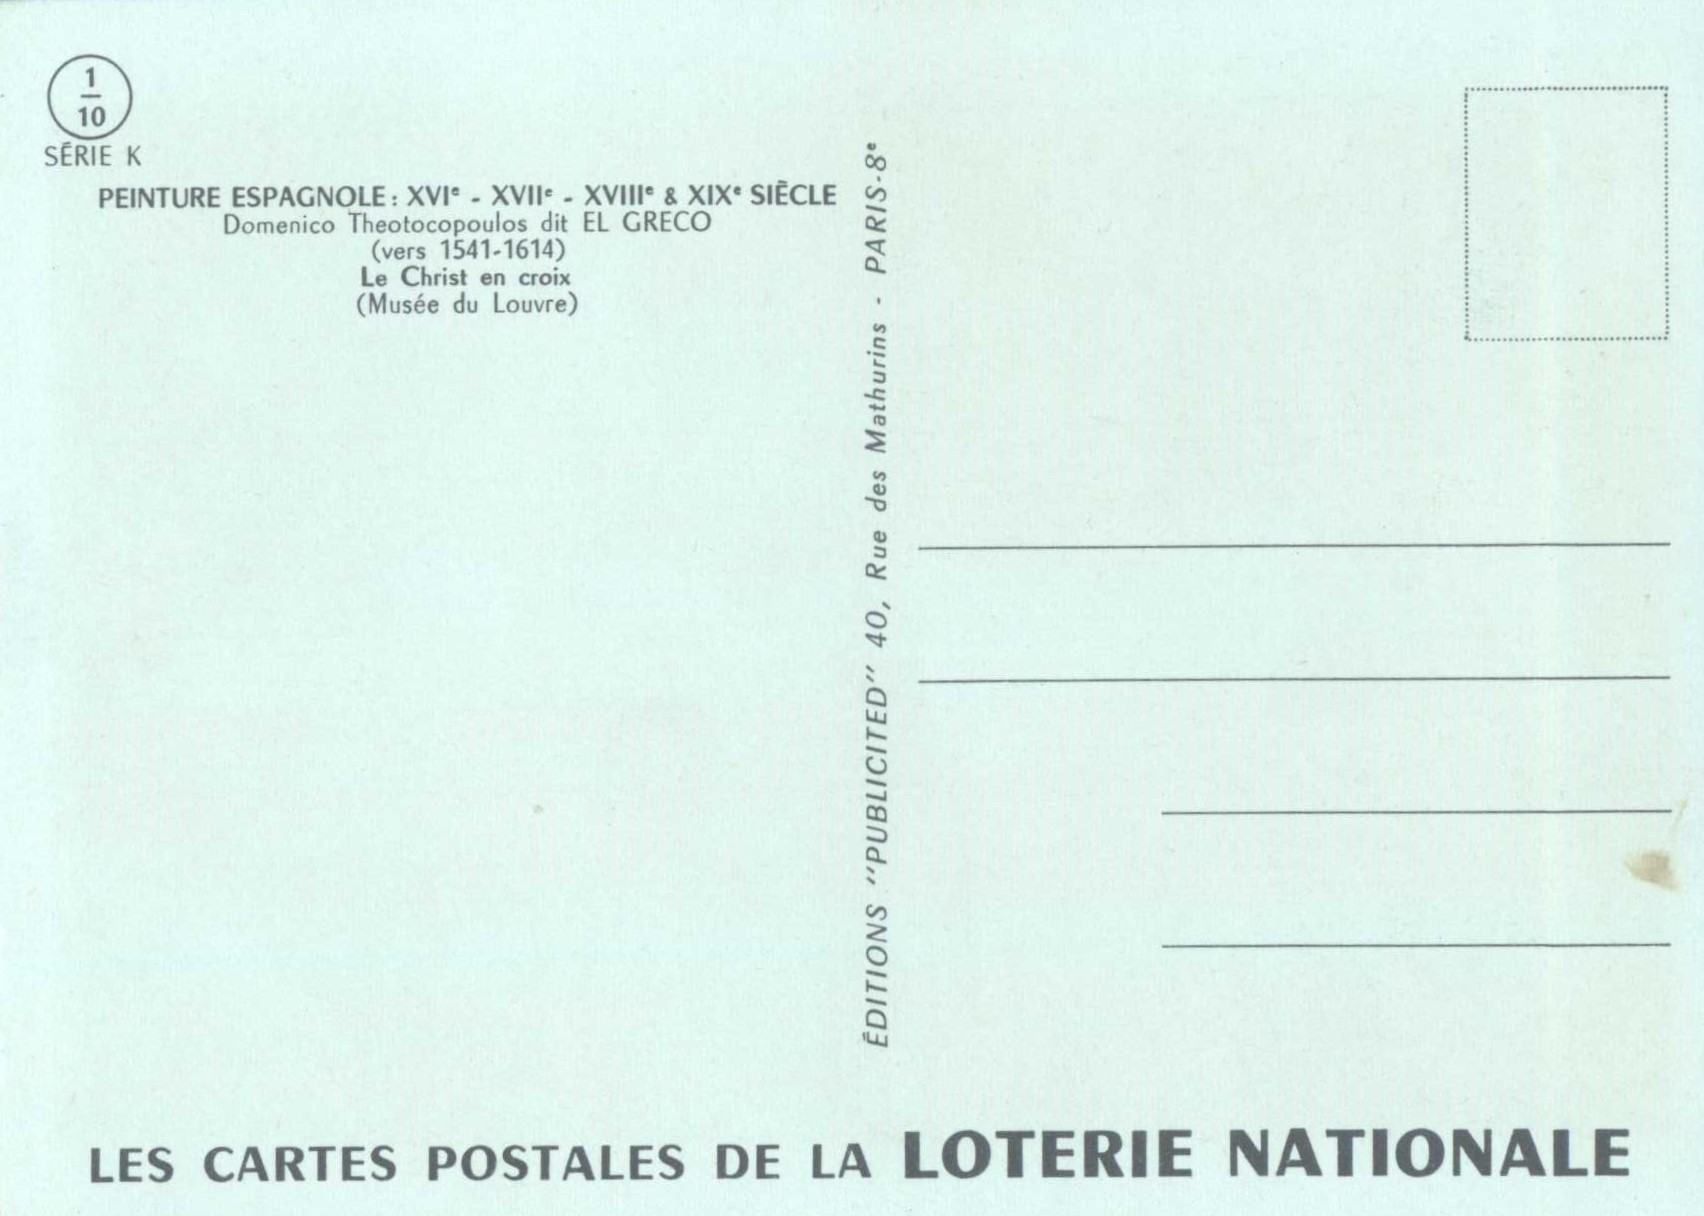 1
10
SÉRIE K
PEINTURE ESPAGNOLE : XVIᵉ - XVIIᵉ - XVIIIᵉ & XIXᵉ SIÈCLE
Domenico Theotocopoulos dit EL GRECO
(vers 1541-1614)
Le Christ en croix
(Musée du Louvre)
ÉDITIONS "PUBLICITED" 40, Rue des Mathurins - PARIS-8ᵉ
LES CARTES POSTALES DE LA LOTERIE NATIONALE